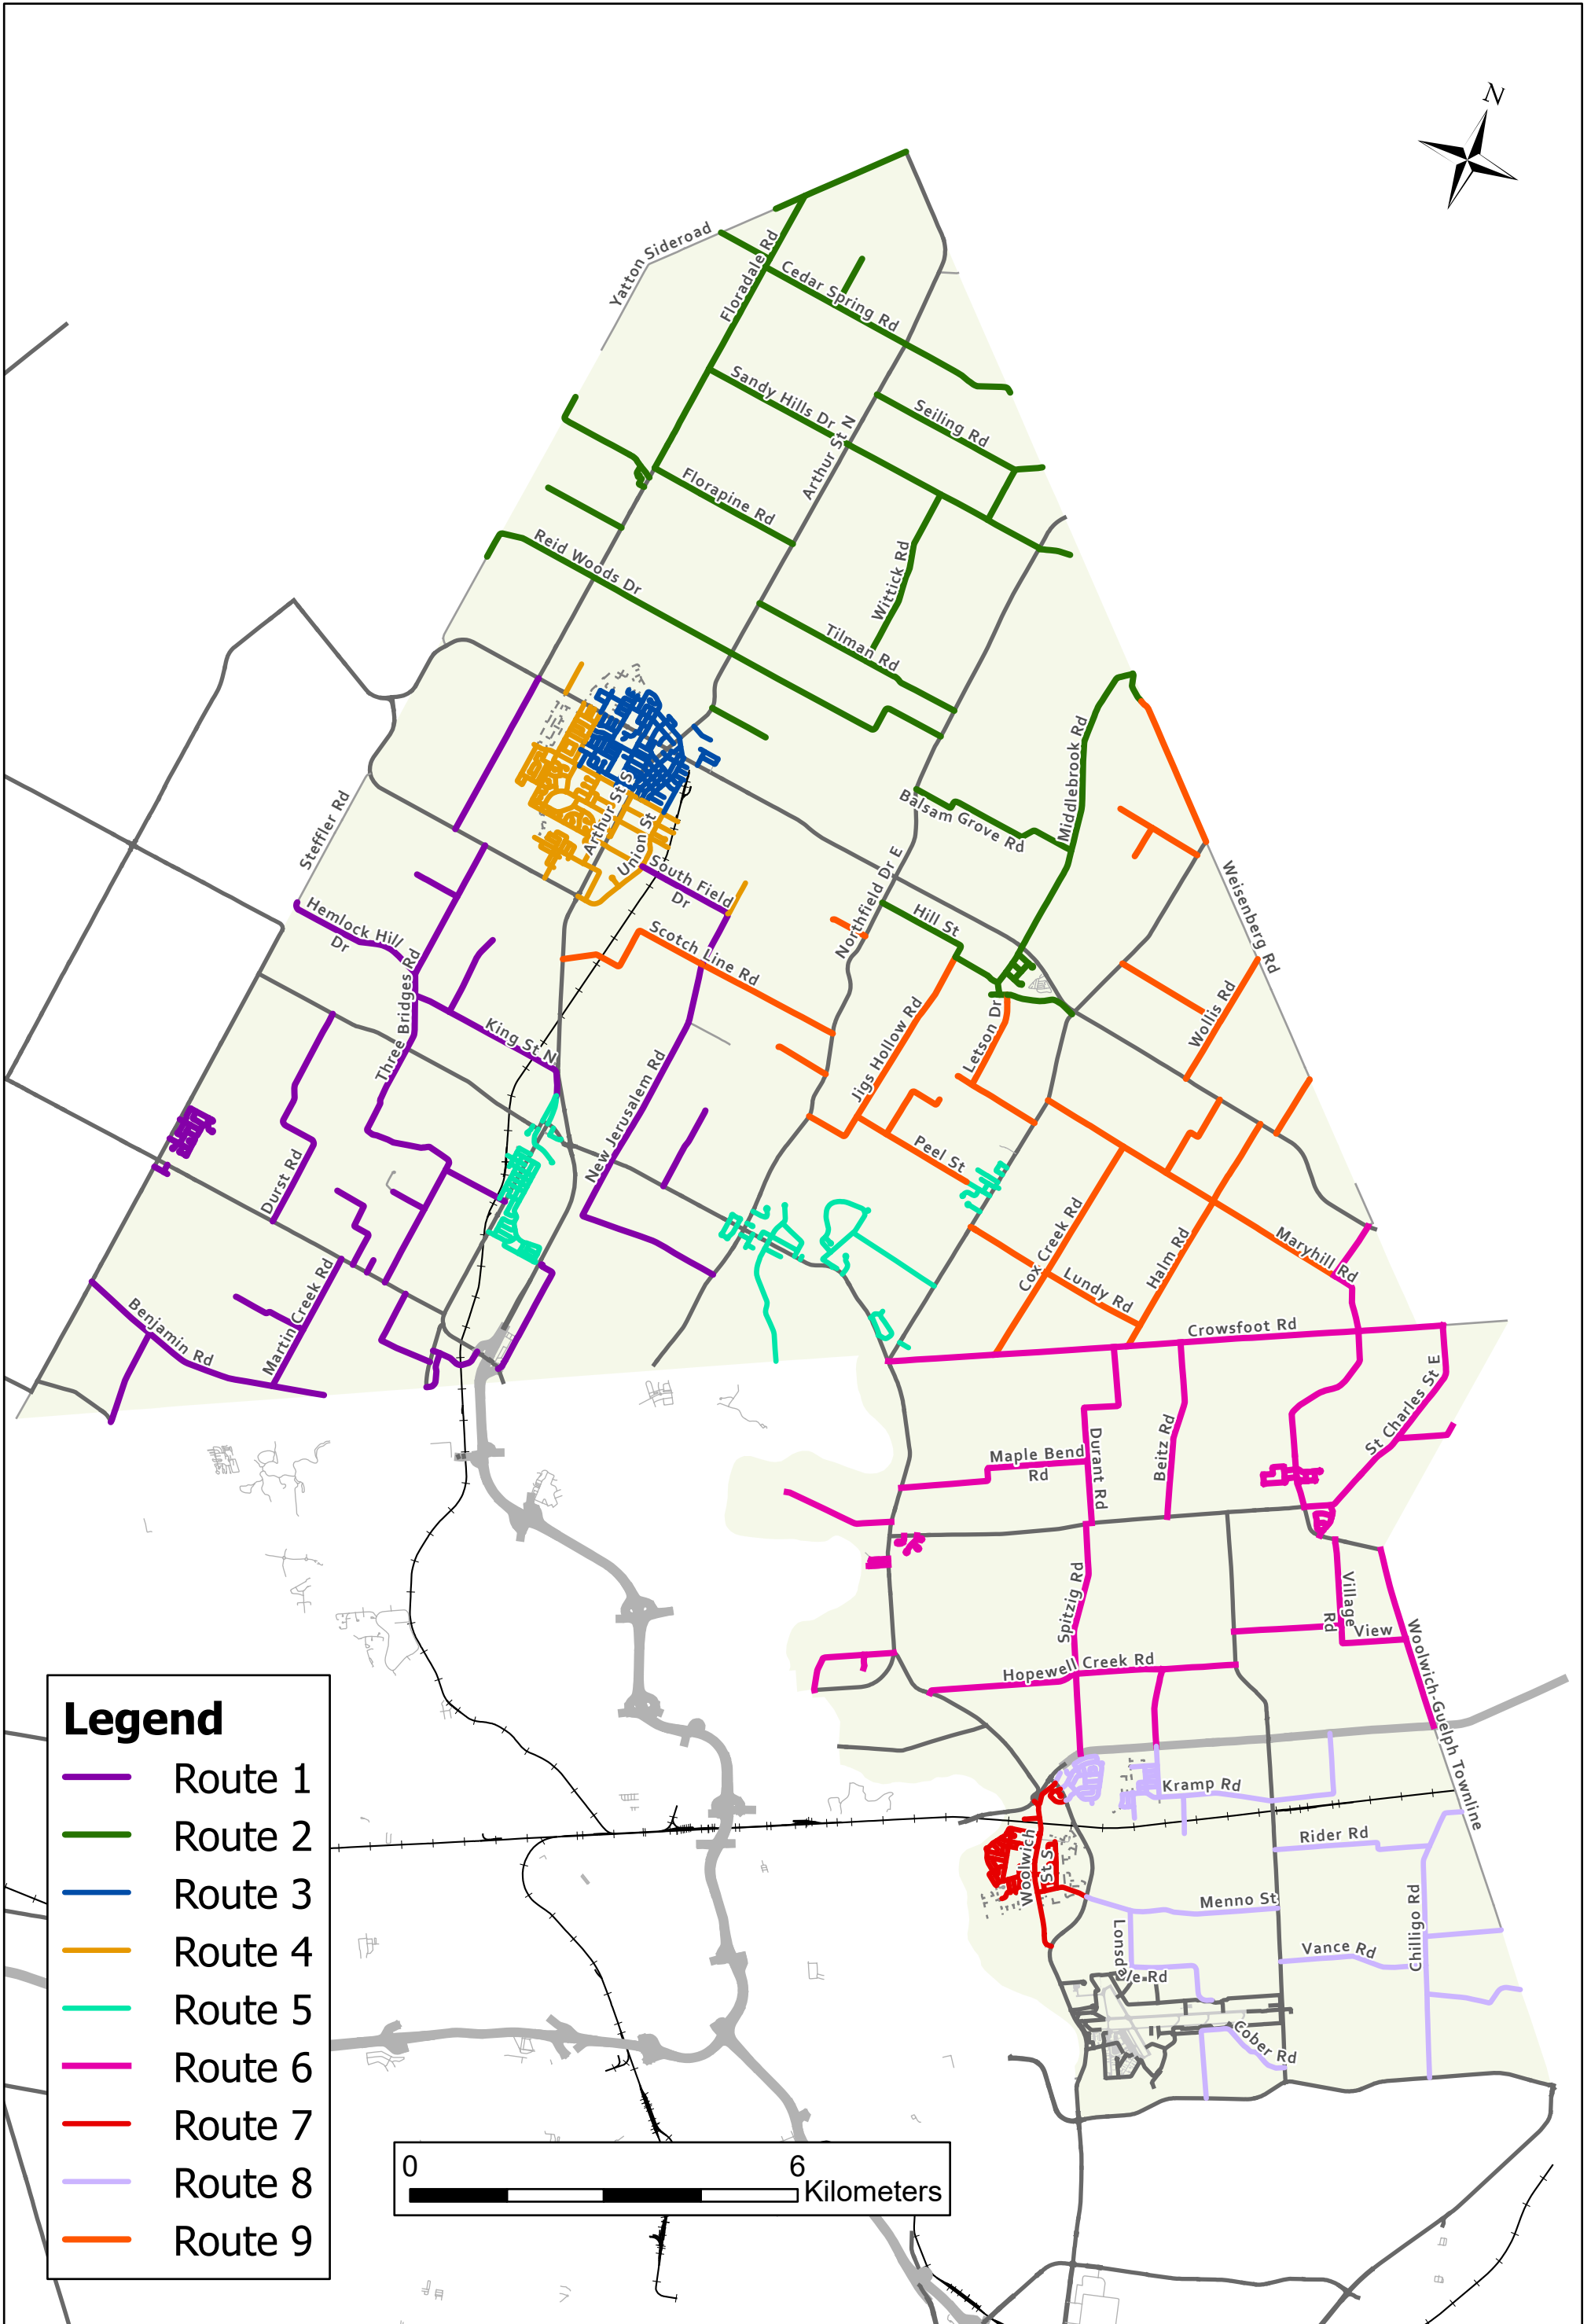 N
Yatton Sideroad
Floradale Rd
Cedar Spring Rd
Sandy Hills Dr
Seiling Rd
Arthur St N
Florapine Rd
Reid Woods Dr
Wittick Rd
Tilman Rd
Middlebrook Rd
Balsam Grove Rd
Steffler Rd
Arthur St S
Union St
South Field
Dr
Northfield Dr E
Weisenberg Rd
Hemlock Hill
Dr
Hill St
Scotch Line Rd
Three Bridges Rd
King St N
Jigs Hollow Rd
Letson Dr
Wollis Rd
New Jerusalem Rd
Durst Rd
Peel St
Cox Creek Rd
Halm Rd
Maryhill Rd
Lundy Rd
Martin Creek Rd
Benjamin Rd
Crowsfoot Rd
St Charles St E
Maple Bend
Rd
Durant Rd
Beitz Rd
Spitzig Rd
Village
View
Rd
Hopewell Creek Rd
Woolwich-Guelph Townline
Kramp Rd
Rider Rd
Woolwich
St S
Menno St
Chilligo Rd
Vance Rd
Lonsdale Rd
Cober Rd
Legend
Route 1
Route 2
Route 3
Route 4
Route 5
Route 6
Route 7
Route 8
Route 9
0 6
Kilometers